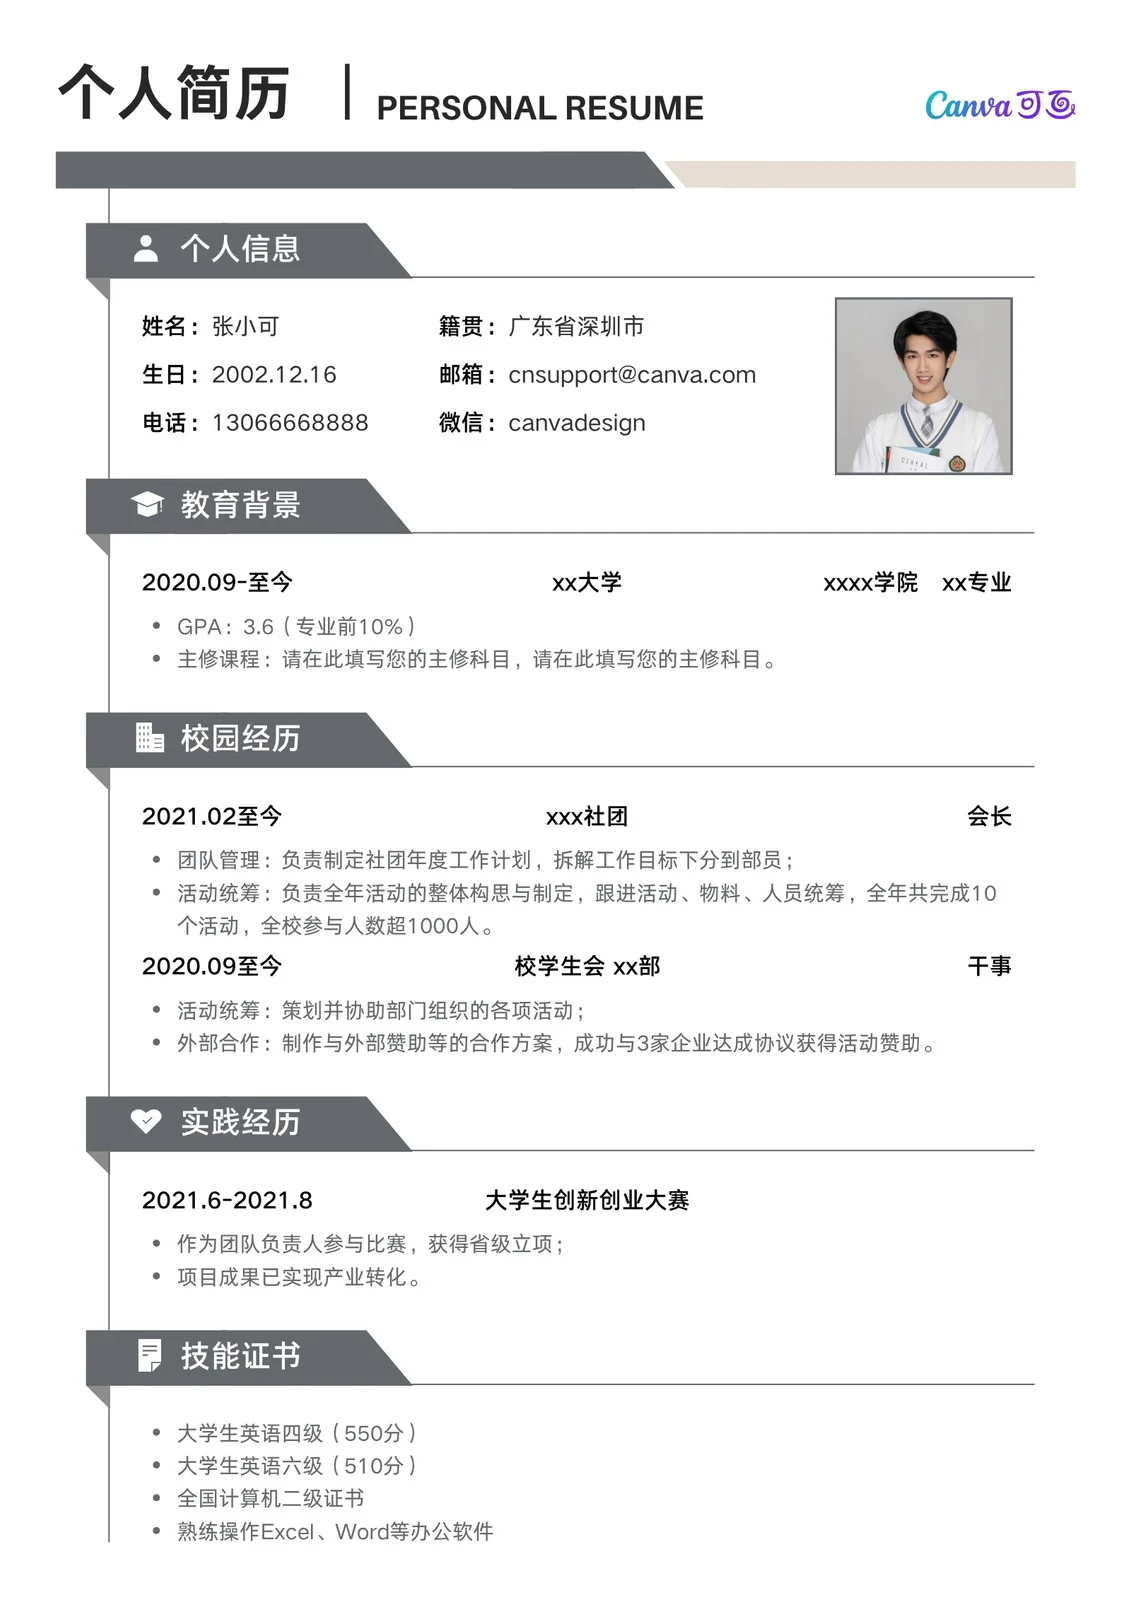 个人简历
PERSONAL RESUME
Canva可画
个人信息
姓名：张小可 籍贯：广东省深圳市
生日：2002.12.16 邮箱：cnsupport@canva.com
电话：13066668888 微信：canvadesign
CEREAL
教育背景
2020.09-至今 xx大学 xxxx学院 xx专业
• GPA：3.6（专业前10%）
• 主修课程：请在此填写您的主修科目，请在此填写您的主修科目。
校园经历
2021.02至今 xxx社团 会长
• 团队管理：负责制定社团年度工作计划，拆解工作目标下分到部员；
• 活动统筹：负责全年活动的整体构思与制定，跟进活动、物料、人员统筹，全年共完成10
个活动，全校参与人数超1000人。
2020.09至今 校学生会 xx部 干事
• 活动统筹：策划并协助部门组织的各项活动；
• 外部合作：制作与外部赞助等的合作方案，成功与3家企业达成协议获得活动赞助。
实践经历
2021.6-2021.8 大学生创新创业大赛
• 作为团队负责人参与比赛，获得省级立项；
• 项目成果已实现产业转化。
技能证书
• 大学生英语四级（550分）
• 大学生英语六级（510分）
• 全国计算机二级证书
• 熟练操作Excel、Word等办公软件